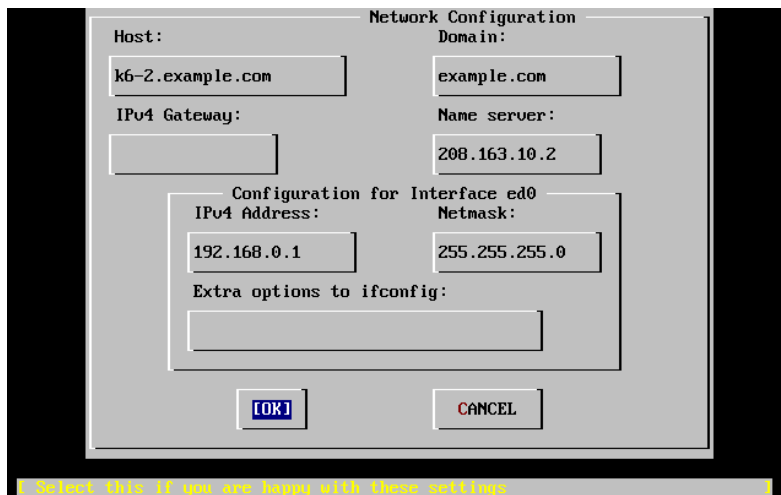 Network Configuration
Host: Domain:
k6-2.example.com example.com
IPv4 Gateway: Name server:
208.163.10.2
Configuration for Interface ed0
IPv4 Address: Netmask:
192.168.0.1 255.255.255.0
Extra options to ifconfig:
[OK] CANCEL
[ Select this if you are happy with these settings ]